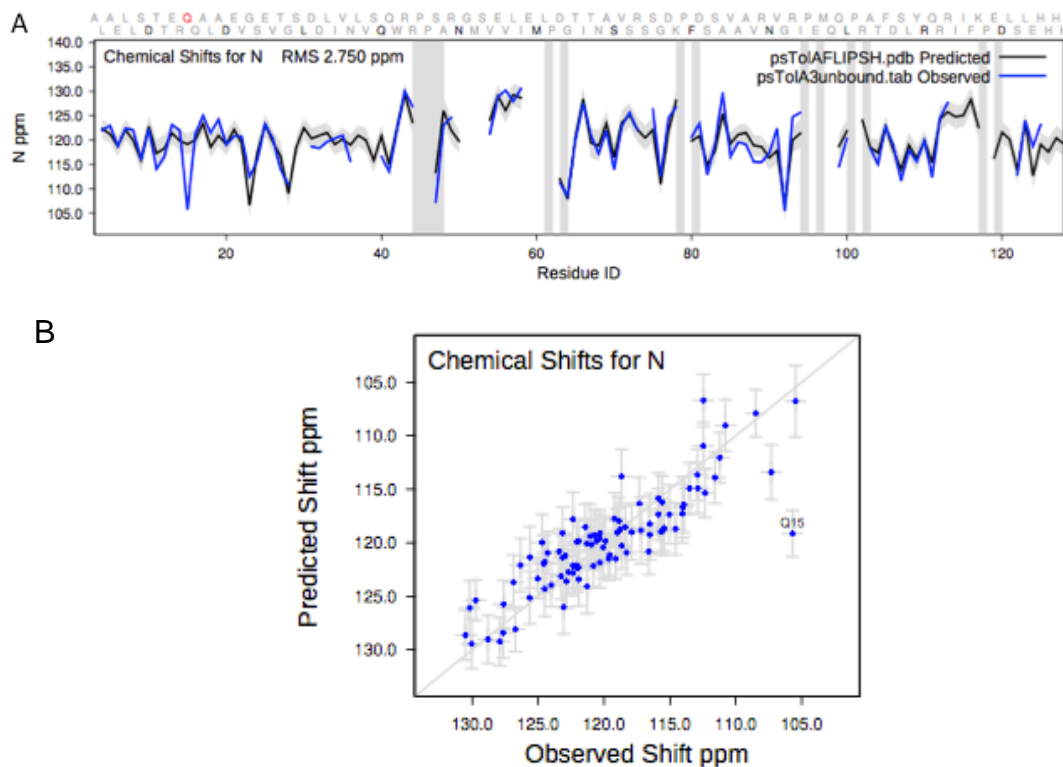 A
A A L S T E Q A A E G E T S D L V L S Q R P S R G S E L E L D T T A V R S D P D S V A R V R P M Q P A F S Y Q R I K E L L H H
L E L D T R Q L D V S V G L D I N V Q W R P A N M V V I M P G I N S S S G K F S A A V N G I E Q L R T D L R R I F P D S E H H
Chemical Shifts for N RMS 2.750 ppm
psTolAFLIPSH.pdb Predicted
psTolA3unbound.tab Observed
140.0
135.0
130.0
125.0
120.0
115.0
110.0
105.0
N ppm
20 40 60 80 100 120
Residue ID
B
Chemical Shifts for N
105.0
110.0
115.0
120.0
125.0
130.0
Predicted Shift ppm
Q15
130.0 125.0 120.0 115.0 110.0 105.0
Observed Shift ppm